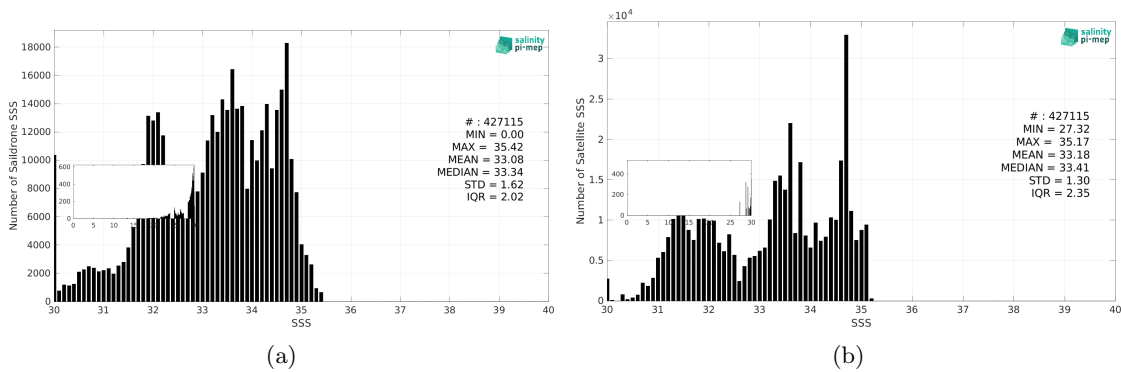 18000
16000
14000
12000
10000
8000
6000
4000
2000
0
Number of Saildrone SSS
600
400
200
0
0 5 10 15
30 31 32 33 34 35 36 37 38 39 40
SSS
salinity
pi-mep
# : 427115
MIN = 0.00
MAX = 35.42
MEAN = 33.08
MEDIAN = 33.34
STD = 1.62
IQR = 2.02
(a)
×10⁴
3
2.5
2
1.5
1
0.5
0
Number of Satellite SSS
400
200
0
0 5 10 15 25 30
30 31 32 33 34 35 36 37 38 39 40
SSS
salinity
pi-mep
# : 427115
MIN = 27.32
MAX = 35.17
MEAN = 33.18
MEDIAN = 33.41
STD = 1.30
IQR = 2.35
(b)